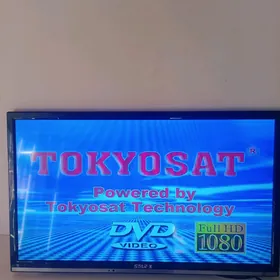 TOKYOSAT®
Powered by
Tokyosat Technology
DVD
VIDEO
Full HD
1080